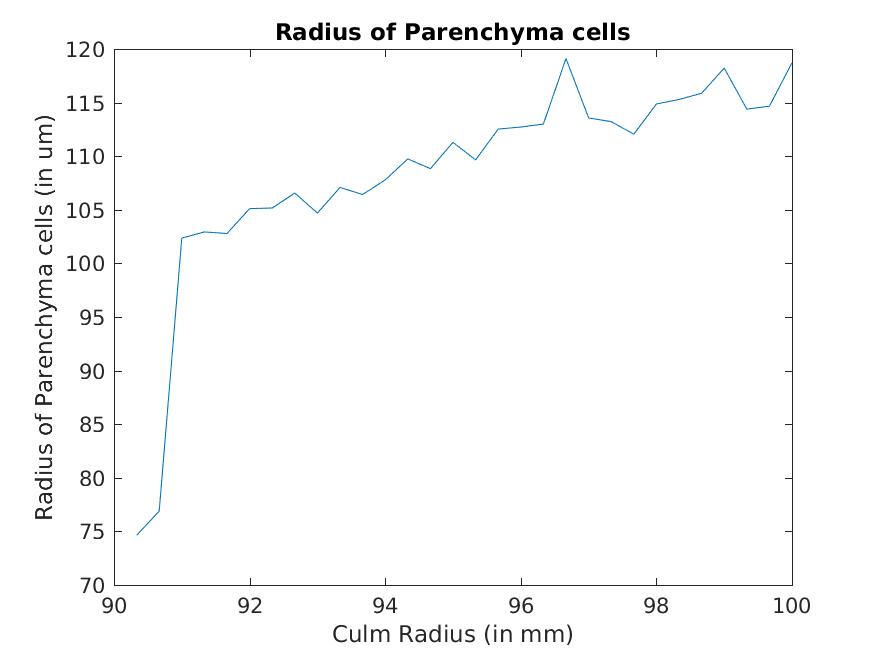 Radius of Parenchyma cells
Radius of Parenchyma cells (in um)
120
115
110
105
100
95
90
85
80
75
70
90 92 94 96 98 100
Culm Radius (in mm)